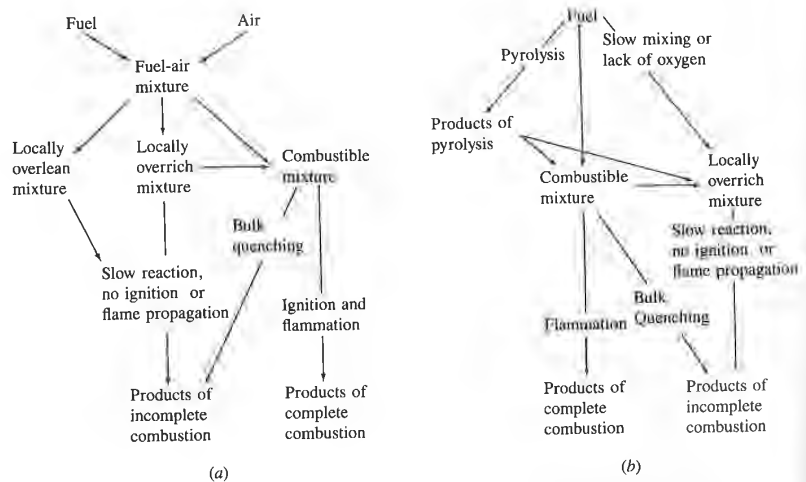 Fuel
Air
Fuel-air
mixture
Locally
overlean
mixture
Locally
overrich
mixture
Combustible
mixture
Bulk
quenching
Slow reaction,
no ignition or
flame propagation
Ignition and
flammation
Products of
incomplete
combustion
Products of
complete
combustion
(a)
Fuel
Pyrolysis
Slow mixing or
lack of oxygen
Products of
pyrolysis
Combustible
mixture
Locally
overrich
mixture
Slow reaction,
no ignition or
flame propagation
Flammation
Bulk
Quenching
Products of
complete
combustion
Products of
incomplete
combustion
(b)